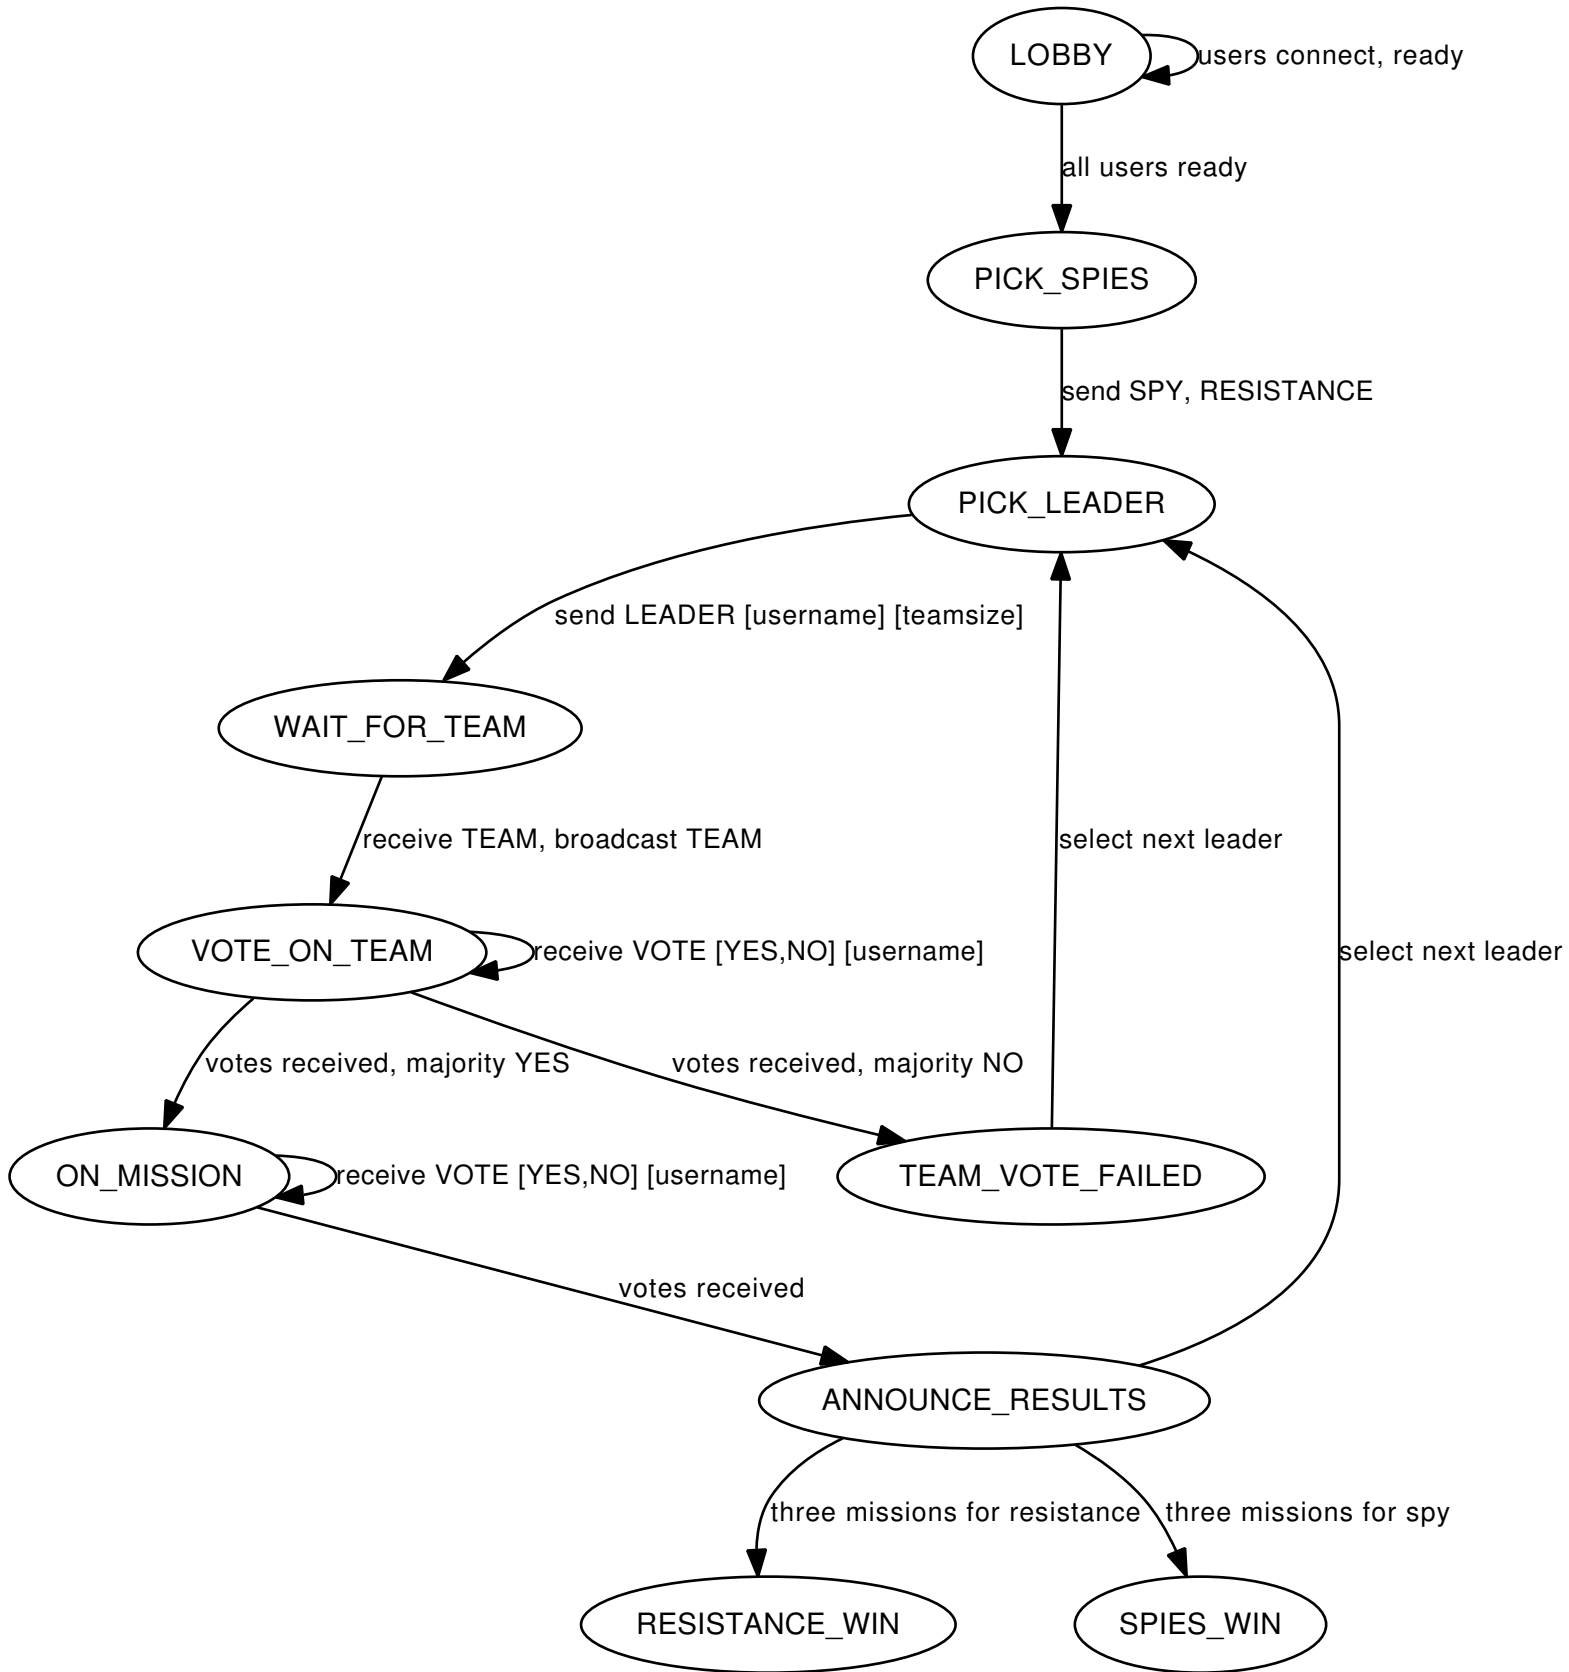 LOBBY
users connect, ready
all users ready
PICK_SPIES
send SPY, RESISTANCE
PICK_LEADER
send LEADER [username] [teamsize]
WAIT_FOR_TEAM
receive TEAM, broadcast TEAM
select next leader
VOTE_ON_TEAM
receive VOTE [YES,NO] [username]
select next leader
votes received, majority YES
votes received, majority NO
ON_MISSION
receive VOTE [YES,NO] [username]
TEAM_VOTE_FAILED
votes received
ANNOUNCE_RESULTS
three missions for resistance
three missions for spy
RESISTANCE_WIN
SPIES_WIN